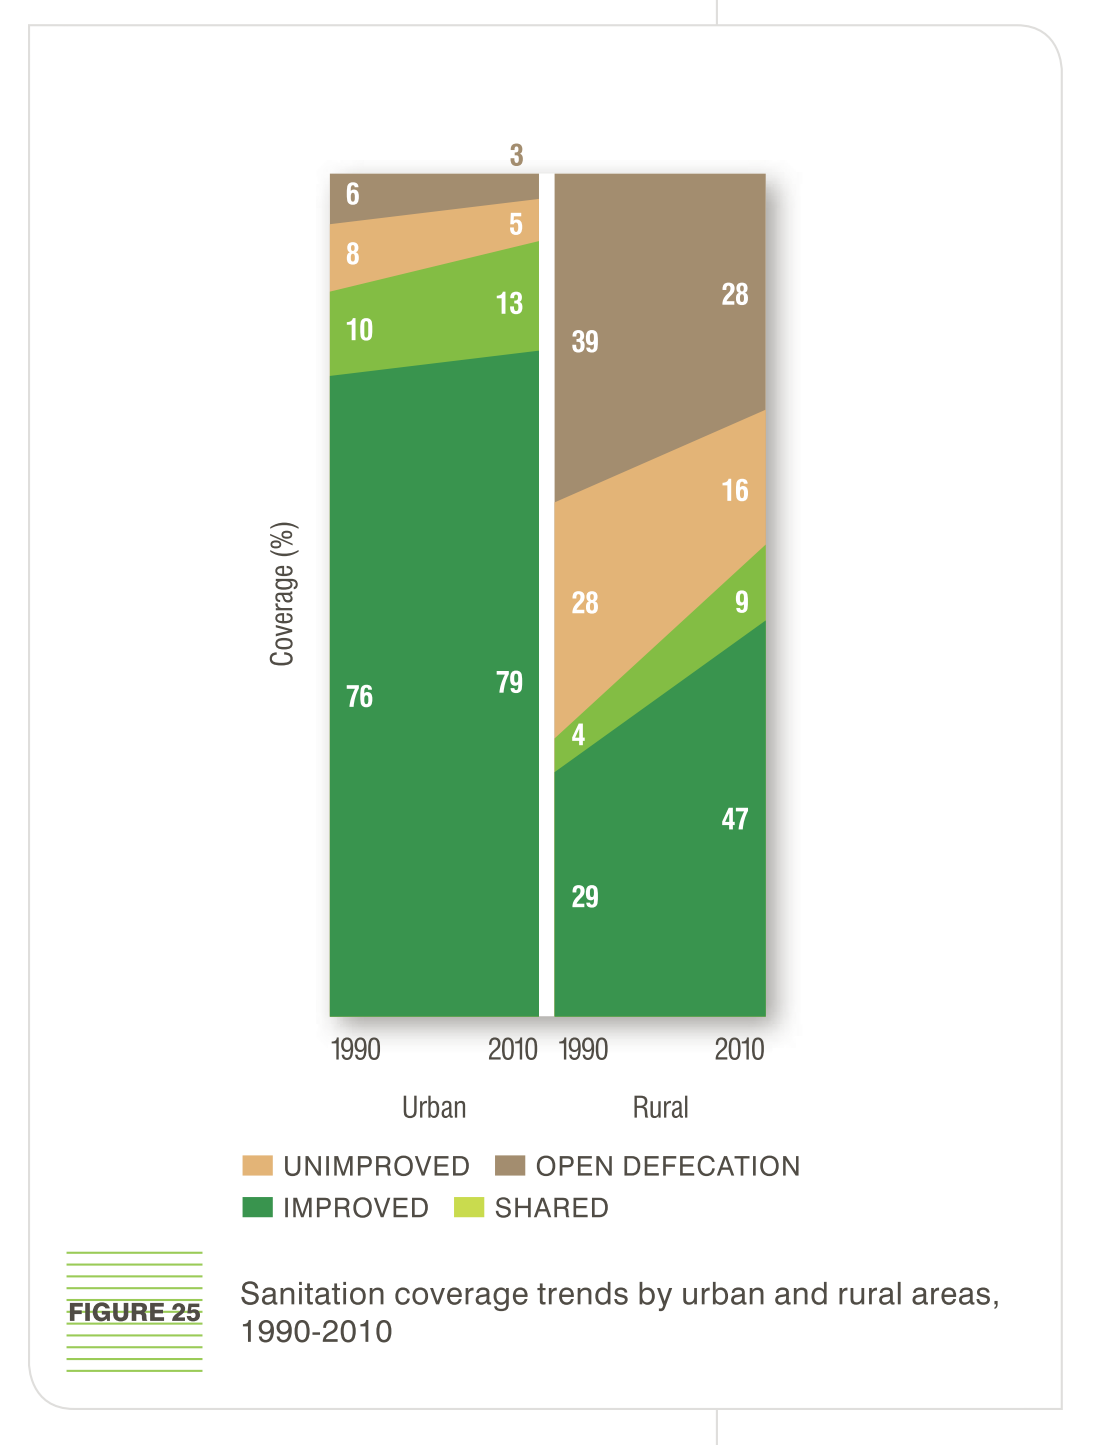 3
6
5
8
13
10
28
39
16
28
9
4
76
79
47
29
Coverage (%)
1990 2010 1990 2010
Urban Rural
UNIMPROVED OPEN DEFECATION
IMPROVED SHARED
FIGURE 25
Sanitation coverage trends by urban and rural areas,
1990-2010